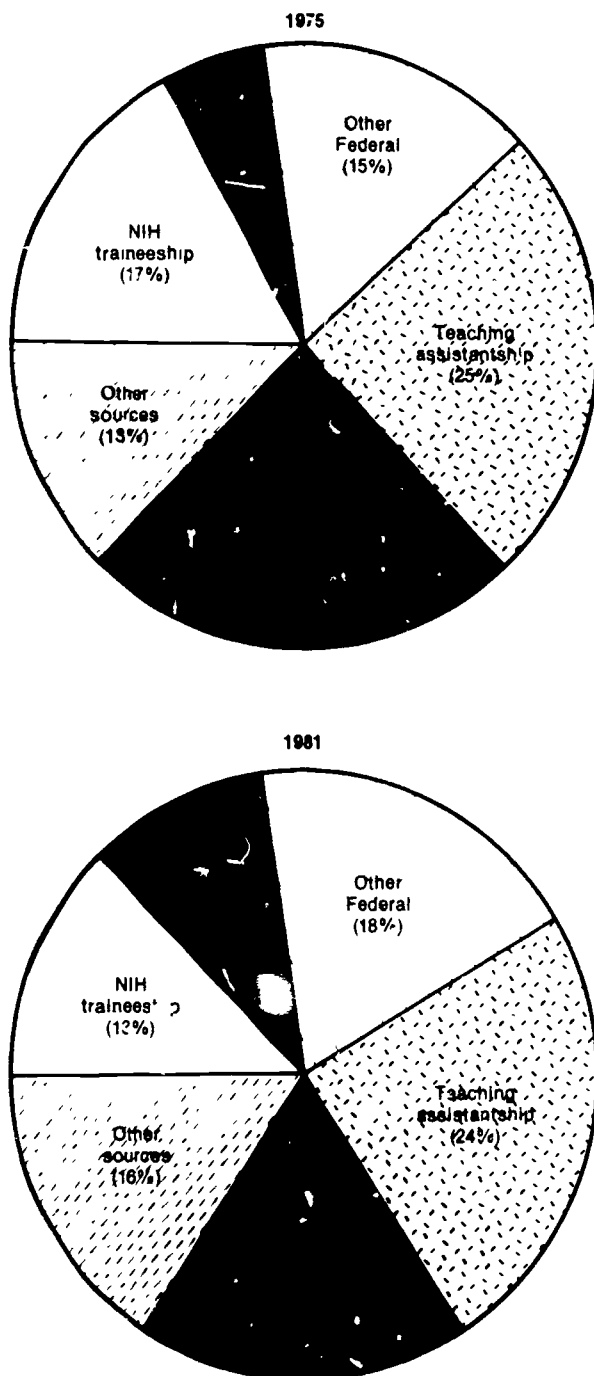 1975
Other
Federal
(15%)
Teaching
assistantship
(25%)
NIH
traineeship
(17%)
Other
sources
(13%)
1981
Other
Federal
(18%)
Teaching
assistantship
(24%)
NIH
Other
sources
(16%)